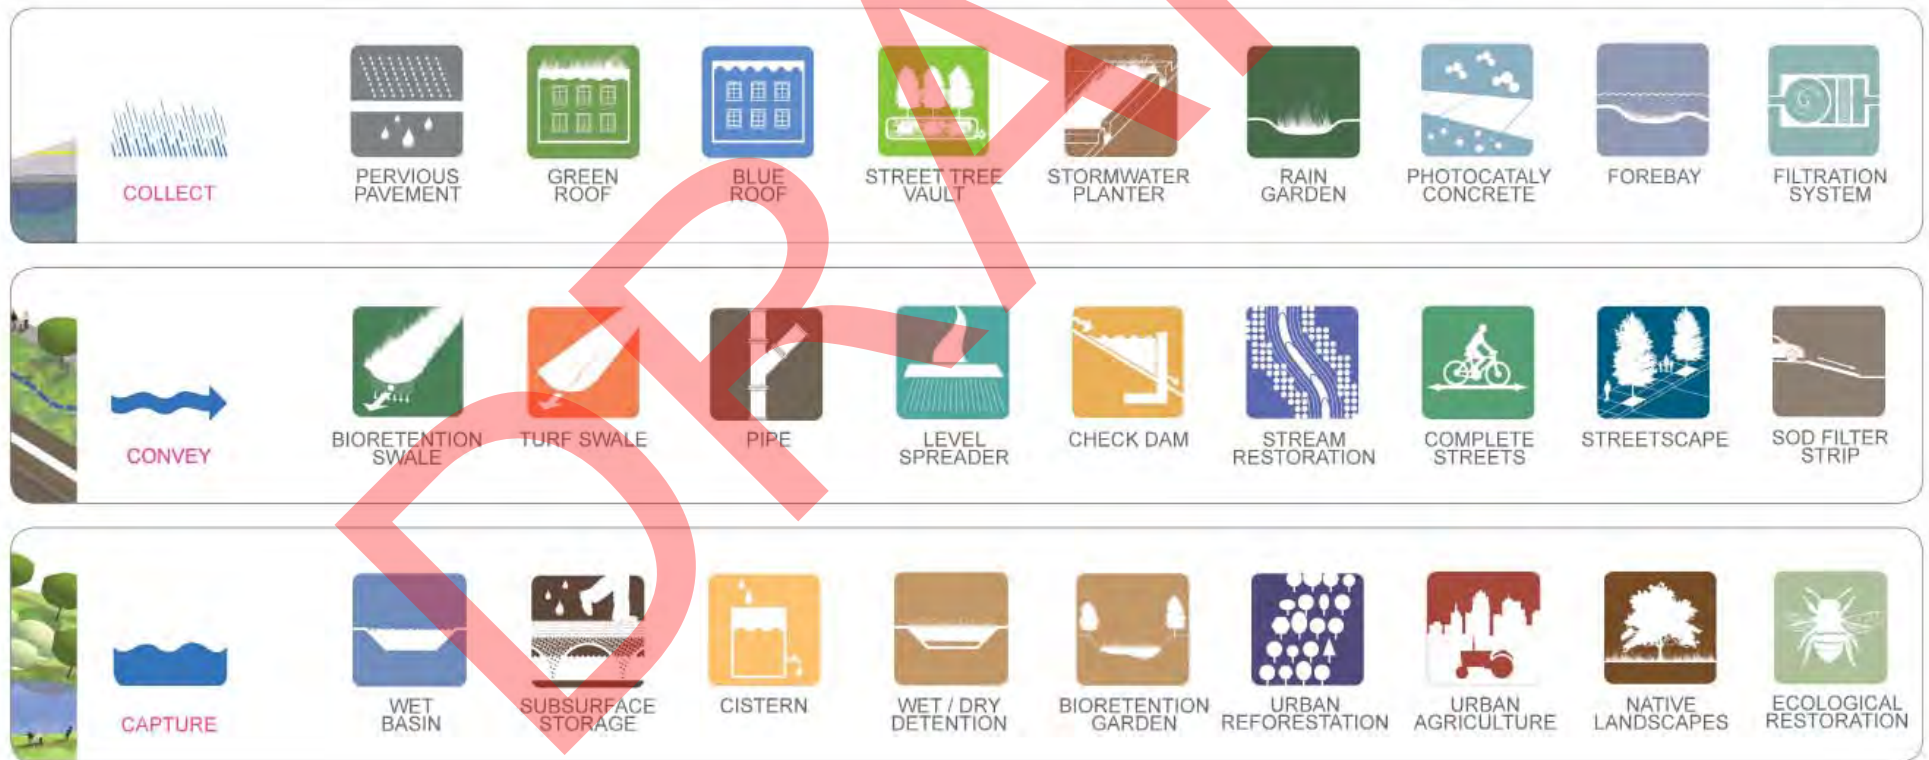 COLLECT
PERVIOUS
PAVEMENT
GREEN
ROOF
BLUE
ROOF
STREET TREE
VAULT
STORMWATER
PLANTER
RAIN
GARDEN
PHOTOCATALY
CONCRETE
FOREBAY
FILTRATION
SYSTEM
CONVEY
BIORETENTION
SWALE
TURF SWALE
PIPE
LEVEL
SPREADER
CHECK DAM
STREAM
RESTORATION
COMPLETE
STREETS
STREETSCAPE
SOD FILTER
STRIP
CAPTURE
WET
BASIN
SUBSURFACE
STORAGE
CISTERN
WET / DRY
DETENTION
BIORETENTION
GARDEN
URBAN
REFORESTATION
URBAN
AGRICULTURE
NATIVE
LANDSCAPES
ECOLOGICAL
RESTORATION
DRA